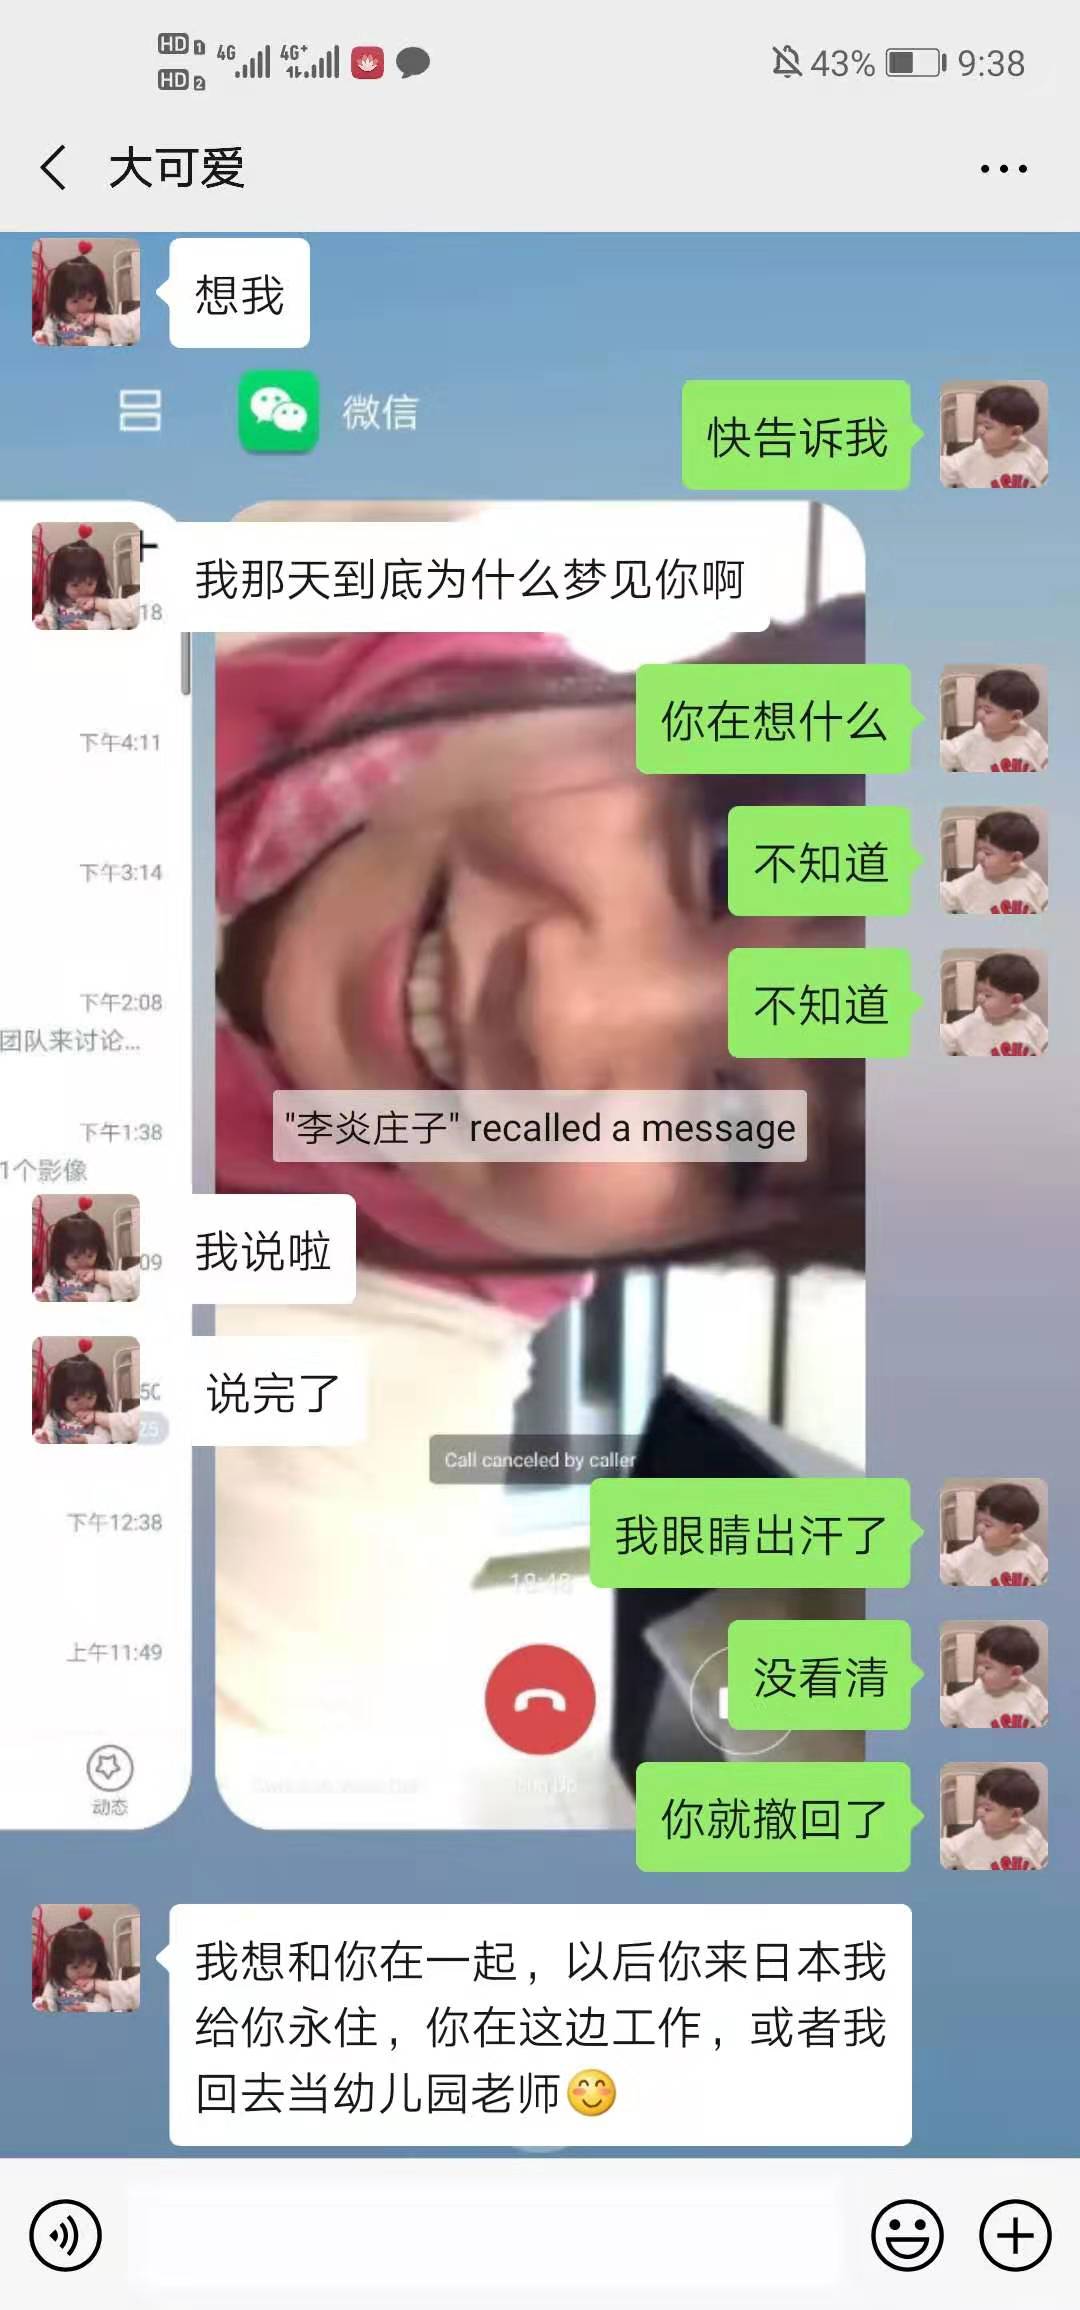 HD 1 4G 4G+ 43% 9:38
HD 2
大可爱
想我
微信
快告诉我
18
我那天到底为什么梦见你啊
你在想什么
下午4:11
不知道
下午3:14
不知道
下午2:08
团队来讨论...
"李炎庄子" recalled a message
下午1:38
1个影像
09
我说啦
50
说完了
25
Call canceled by caller
下午12:38
我眼睛出汗了
18:48
上午11:49
没看清
动态
你就撤回了
我想和你在一起，以后你来日本我
给你永住，你在这边工作，或者我
回去当幼儿园老师😊